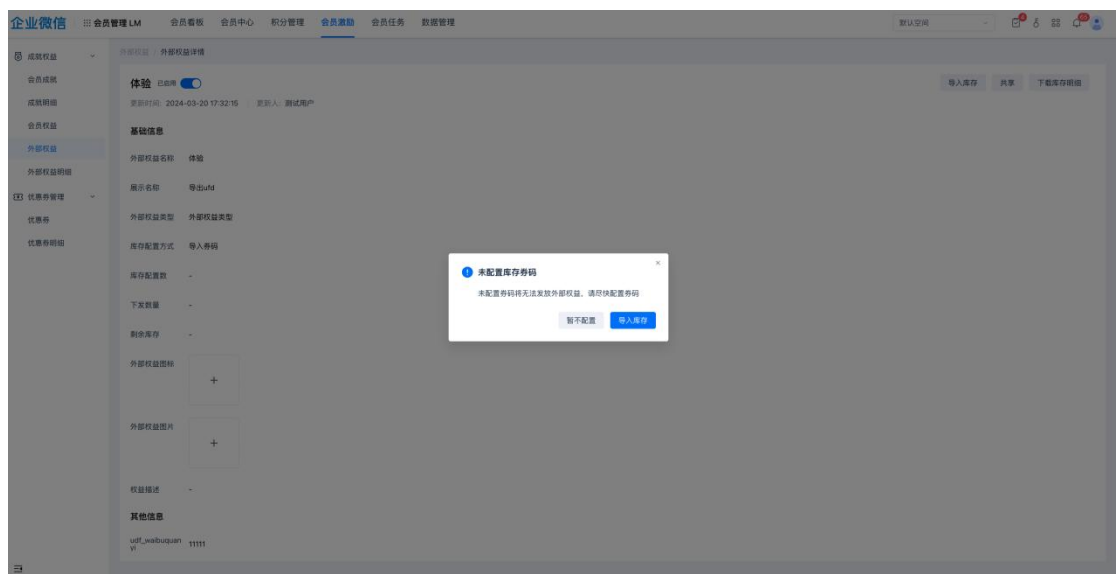 企业微信
会员管理 LM
会员看板
会员中心
积分管理
会员激励
会员任务
数据管理
默认空间
成就权益
会员成就
成就明细
会员权益
外部权益
外部权益明细
优惠券管理
优惠券
优惠券明细
外部权益 / 外部权益详情
体验 已启用
导入库存
共享
下载库存明细
更新时间: 2024-03-20 17:32:15 更新人: 测试用户
基础信息
外部权益名称 体验
展示名称 导出ufd
外部权益类型 外部权益类型
库存配置方式 导入券码
库存配置数 -
下发数量 -
剩余库存 -
外部权益图标
+
外部权益图片
+
权益描述 -
其他信息
udf_waibuquan
yi 11111
未配置库存券码
未配置券码将无法发放外部权益，请尽快配置券码
暂不配置
导入库存